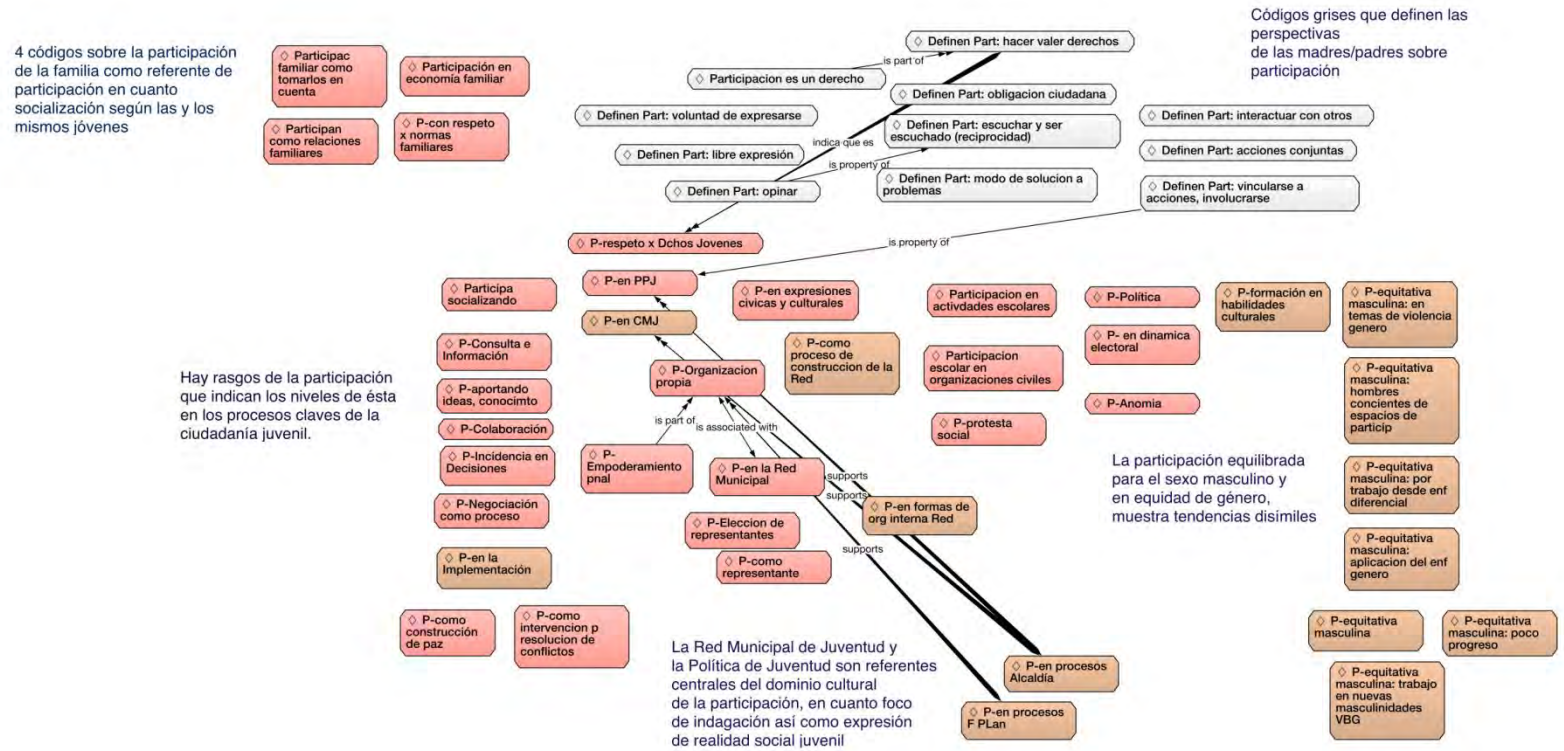 4 códigos sobre la participación
de la familia como referente de
participación en cuanto
socialización según las y los
mismos jóvenes
◇ Participac
familiar como
tomarlos en
cuenta
◇ Participación en
economía familiar
◇ Participan
como relaciones
familiares
◇ P-con respeto
x normas
familiares
Códigos grises que definen las
perspectivas
de las madres/padres sobre
participación
◇ Definen Part: hacer valer derechos
is part of
◇ Participacion es un derecho
◇ Definen Part: obligacion ciudadana
◇ Definen Part: voluntad de expresarse
◇ Definen Part: escuchar y ser
escuchado (reciprocidad)
◇ Definen Part: interactuar con otros
indica que es
◇ Definen Part: libre expresión
is property of
◇ Definen Part: acciones conjuntas
◇ Definen Part: opinar
◇ Definen Part: modo de solucion a
problemas
◇ Definen Part: vincularse a
acciones, involucrarse
◇ P-respeto x Dchos Jovenes
is property of
◇ Participa
socializando
◇ P-en PPJ
◇ P-en expresiones
civicas y culturales
◇ Participacion en
actividades escolares
◇ P-Política
◇ P-formación en
habilidades
culturales
◇ P-equitativa
masculina: en
temas de violencia
genero
◇ P-en CMJ
◇ P-Consulta e
Información
◇ P-como
proceso de
construccion de la
Red
◇ Participacion
escolar en
organizaciones civiles
◇ P- en dinamica
electoral
Hay rasgos de la participación
que indican los niveles de ésta
en los procesos claves de la
ciudadanía juvenil.
◇ P-Organizacion
propia
◇ P-equitativa
masculina:
hombres
concientes de
espacios de
particip
◇ P-aportando
ideas, conocimto
◇ P-Anomia
◇ P-Colaboración
is part of
is associated with
◇ P-protesta
social
◇ P-Incidencia en
Decisiones
◇ P-
Empoderamiento
pnal
◇ P-en la Red
Municipal
supports
supports
La participación equilibrada
para el sexo masculino y
en equidad de género,
muestra tendencias disimiles
◇ P-equitativa
masculina: por
trabajo desde enf
diferencial
◇ P-Negociación
como proceso
◇ P-en formas de
org interna Red
◇ P-Eleccion de
representantes
supports
◇ P-equitativa
masculina:
aplicacion del enf
genero
◇ P-en la
Implementación
◇ P-como
representante
◇ P-como
construcción
de paz
◇ P-como
intervencion p
resolucion de
conflictos
◇ P-equitativa
masculina
◇ P-equitativa
masculina: poco
progreso
La Red Municipal de Juventud y
la Política de Juventud son referentes
centrales del dominio cultural
de la participación, en cuanto foco
de indagación así como expresión
de realidad social juvenil
◇ P-en procesos
Alcaldía
◇ P-en procesos
F PLan
◇ P-equitativa
masculina: trabajo
en nuevas
masculinidades
VBG